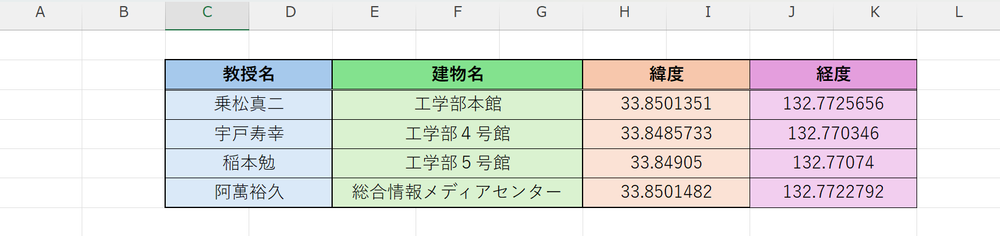 A B C D E F G H I J K L
教授名 建物名 緯度 経度
乗松真二 工学部本館 33.8501351 132.7725656
宇戸寿幸 工学部４号館 33.8485733 132.770346
稲本勉 工学部５号館 33.84905 132.77074
阿萬裕久 総合情報メディアセンター 33.8501482 132.7722792